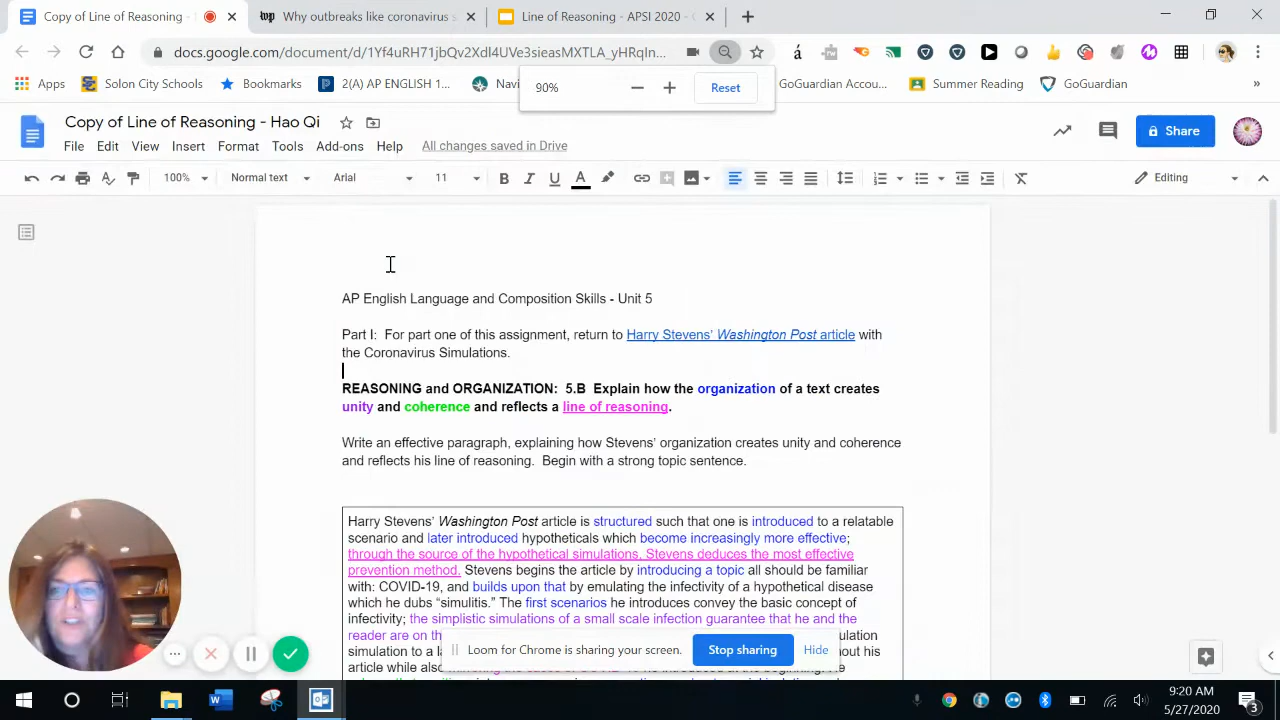 Copy of Line of Reasoning - Hao Qi
Why outbreaks like coronavirus
Line of Reasoning - APSI 2020 -
docs.google.com/document/d/1Yf4uRH71jbQv2Xdl4UVe3sieasMXTLA_yHRqIn...
Apps
Solon City Schools
Bookmarks
2(A) AP ENGLISH 1...
Navi
GoGuardian Accou...
Summer Reading
GoGuardian
»
90%
Reset
Copy of Line of Reasoning - Hao Qi
File Edit View Insert Format Tools Add-ons Help All changes saved in Drive
Share
100% Normal text Arial 11 B I U A Editing
AP English Language and Composition Skills - Unit 5
Part I: For part one of this assignment, return to Harry Stevens' Washington Post article with
the Coronavirus Simulations.
REASONING and ORGANIZATION: 5.B Explain how the organization of a text creates
unity and coherence and reflects a line of reasoning.
Write an effective paragraph, explaining how Stevens' organization creates unity and coherence
and reflects his line of reasoning. Begin with a strong topic sentence.
Harry Stevens' Washington Post article is structured such that one is introduced to a relatable
scenario and later introduced hypotheticals which become increasingly more effective;
through the source of the hypothetical simulations, Stevens deduces the most effective
prevention method. Stevens begins the article by introducing a topic all should be familiar
with: COVID-19, and builds upon that by emulating the infectivity of a hypothetical disease
which he dubs “simulitis.” The first scenarios he introduces convey the basic concept of
infectivity; the simplistic simulations of a small scale infection guarantee that he and the
reader are on th
ulation
simulation to a l
out his
article while also
Loom for Chrome is sharing your screen.
Stop sharing
Hide
9:20 AM
5/27/2020
3